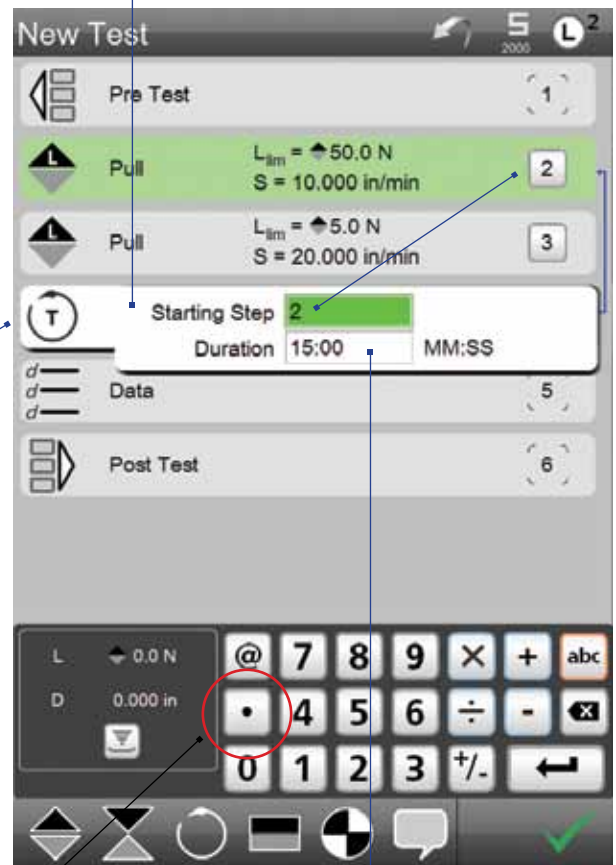 New Test 5 2000 L 2
Pre Test 1
L Pull Llim = 50.0 N 2
S = 10.000 in/min
L Pull Llim = 5.0 N 3
S = 20.000 in/min
T Starting Step 2
Duration 15:00 MM:SS
d
d Data 5
d
Post Test 6
L 0.0 N @ 7 8 9 × + abc
D 0.000 in • 4 5 6 ÷ -
0 1 2 3 +/-